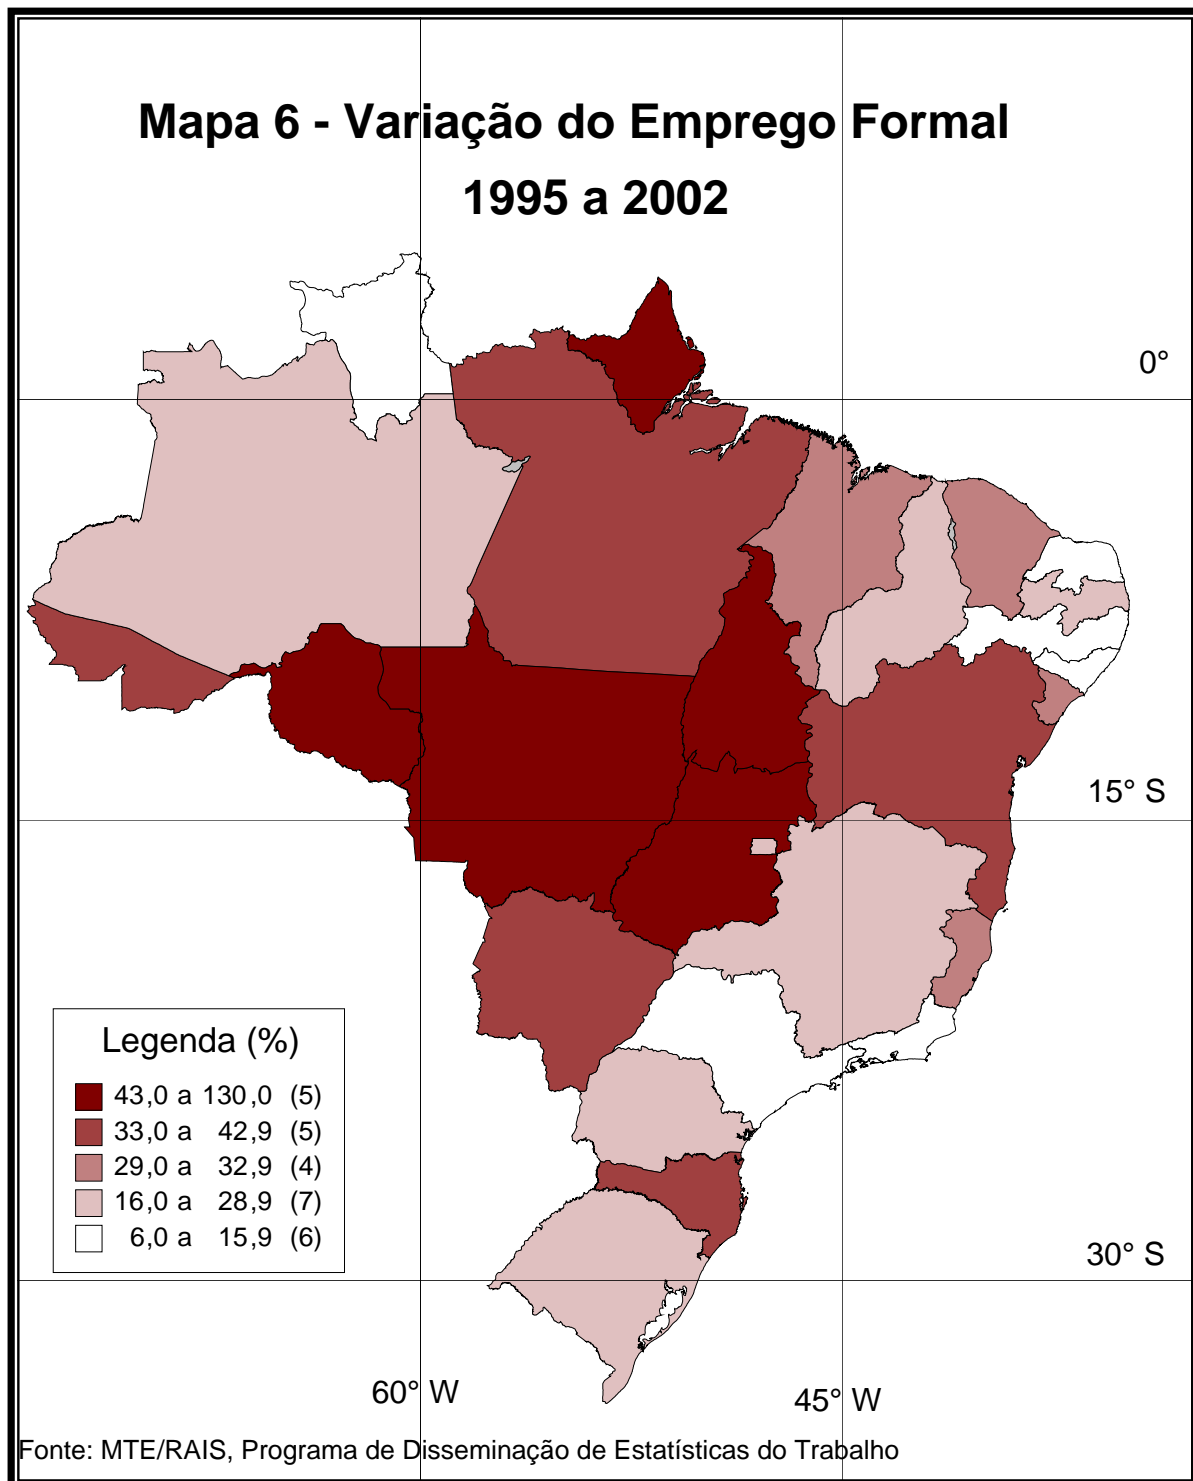 Mapa 6 - Variação do Emprego Formal
1995 a 2002
0°
15° S
Legenda (%)
43,0 a 130,0 (5)
33,0 a 42,9 (5)
29,0 a 32,9 (4)
16,0 a 28,9 (7)
6,0 a 15,9 (6)
30° S
60° W
45° W
Fonte: MTE/RAIS, Programa de Disseminação de Estatísticas do Trabalho